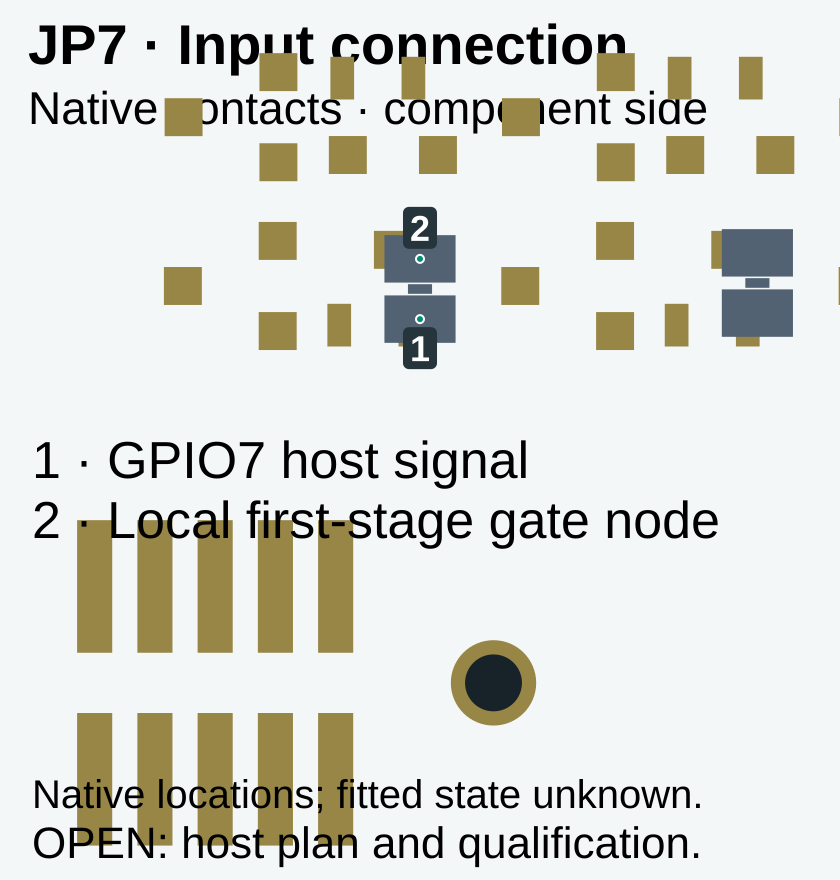 JP7 · Input connection
Native contacts · component side
2
1
1 · GPIO7 host signal
2 · Local first-stage gate node
Native locations; fitted state unknown.
OPEN: host plan and qualification.